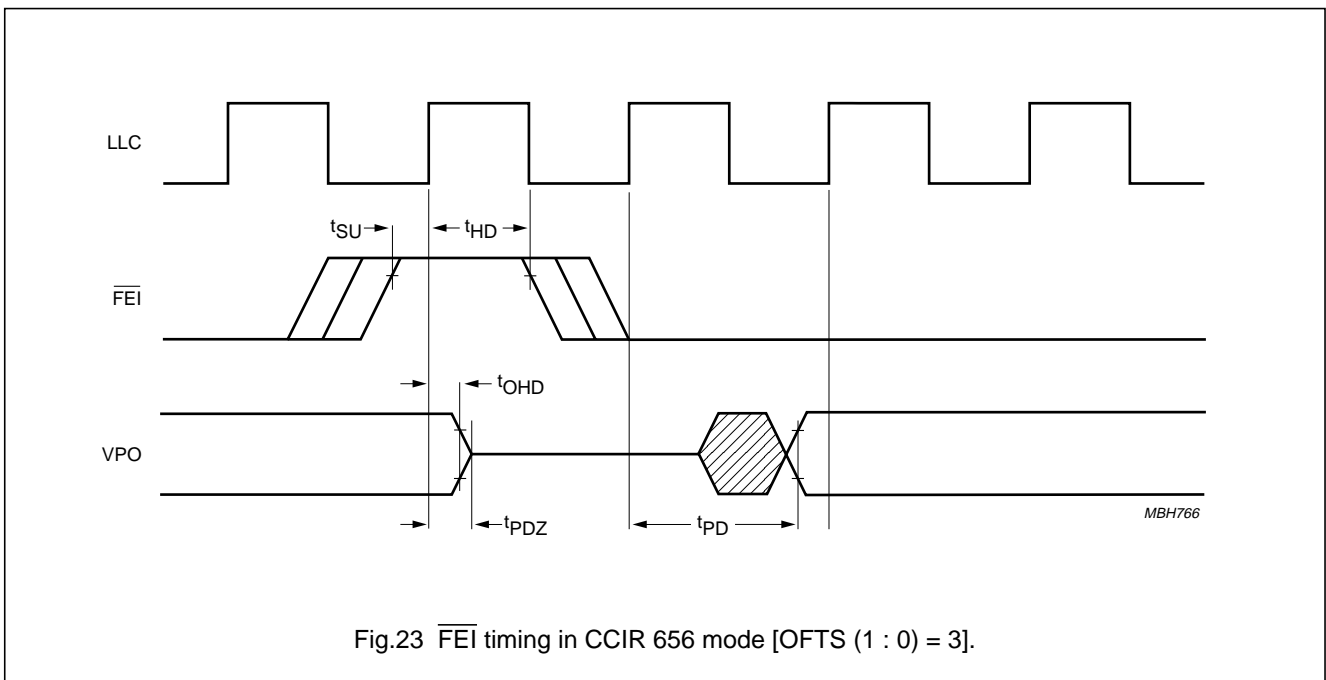 LLC
tSU
tHD
FEI
tOHD
VPO
tPDZ
tPD
MBH766
Fig.23 FEI timing in CCIR 656 mode [OFTS (1 : 0) = 3].